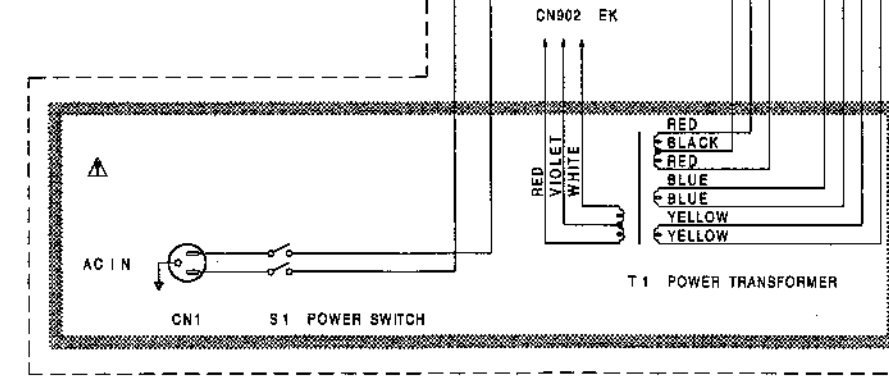 CN902 EK
RED
VIOLET
WHITE
RED
BLACK
RED
BLUE
BLUE
YELLOW
YELLOW
AC IN
T1 POWER TRANSFORMER
CN1
S1 POWER SWITCH